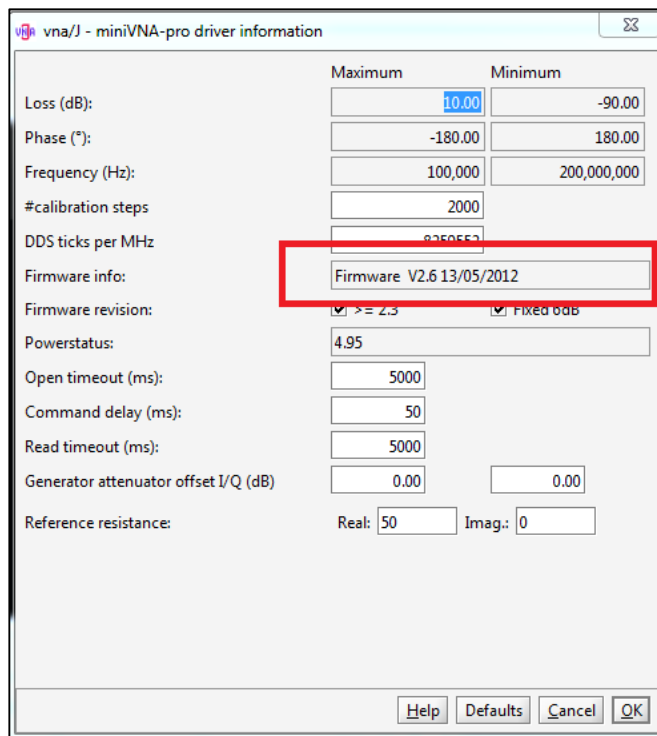 vna/J - miniVNA-pro driver information
Maximum Minimum
Loss (dB): 10.00 -90.00
Phase (°): -180.00 180.00
Frequency (Hz): 100,000 200,000,000
#calibration steps 2000
DDS ticks per MHz 8259552
Firmware info: Firmware V2.6 13/05/2012
Firmware revision: >= 2.3 Fixed 6dB
Powerstatus: 4.95
Open timeout (ms): 5000
Command delay (ms): 50
Read timeout (ms): 5000
Generator attenuator offset I/Q (dB) 0.00 0.00
Reference resistance: Real: 50 Imag.: 0
Help Defaults Cancel OK